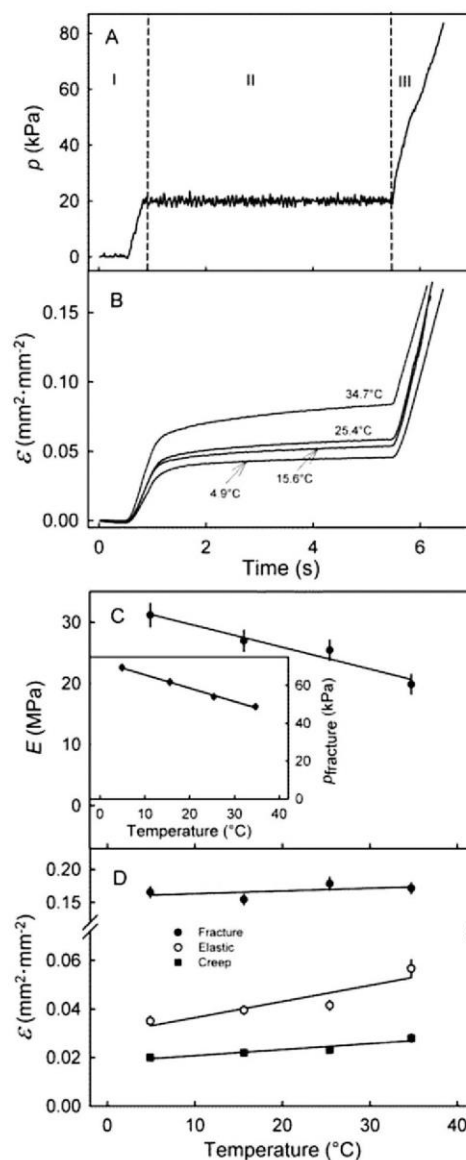 A
I
II
III
80
60
40
20
0
p (kPa)
B
0.15
0.10
0.05
0.00
ε (mm²·mm⁻²)
34.7°C
25.4°C
15.6°C
4.9°C
0 2 4 6
Time (s)
C
30
20
10
0
E (MPa)
60
40
20
0
pfracture (kPa)
0 10 20 30 40
Temperature (°C)
D
0.20
0.15
0.06
0.04
0.02
0.00
ε (mm²·mm⁻²)
Fracture
Elastic
Creep
0 10 20 30 40
Temperature (°C)